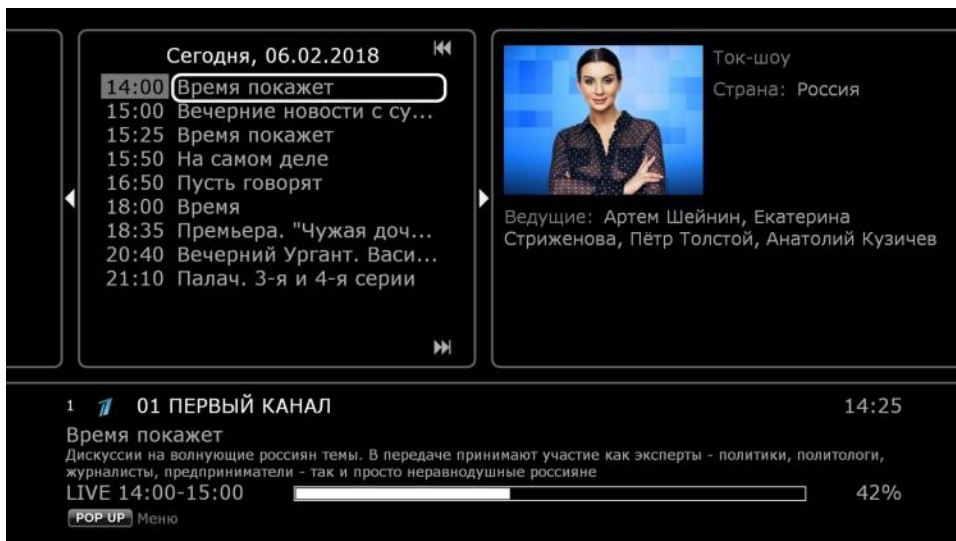 Сегодня, 06.02.2018
14:00 Время покажет
15:00 Вечерние новости с су...
15:25 Время покажет
15:50 На самом деле
16:50 Пусть говорят
18:00 Время
18:35 Премьера. "Чужая доч...
20:40 Вечерний Ургант. Васи...
21:10 Палач. 3-я и 4-я серии
Ток-шоу
Страна: Россия
Ведущие: Артем Шейнин, Екатерина
Стриженова, Пётр Толстой, Анатолий Кузичев
1 01 ПЕРВЫЙ КАНАЛ 14:25
Время покажет
Дискуссии на волнующие россиян темы. В передаче принимают участие как эксперты - политики, политологи,
журналисты, предприниматели - так и просто неравнодушные россияне
LIVE 14:00-15:00 42%
POP UP Меню